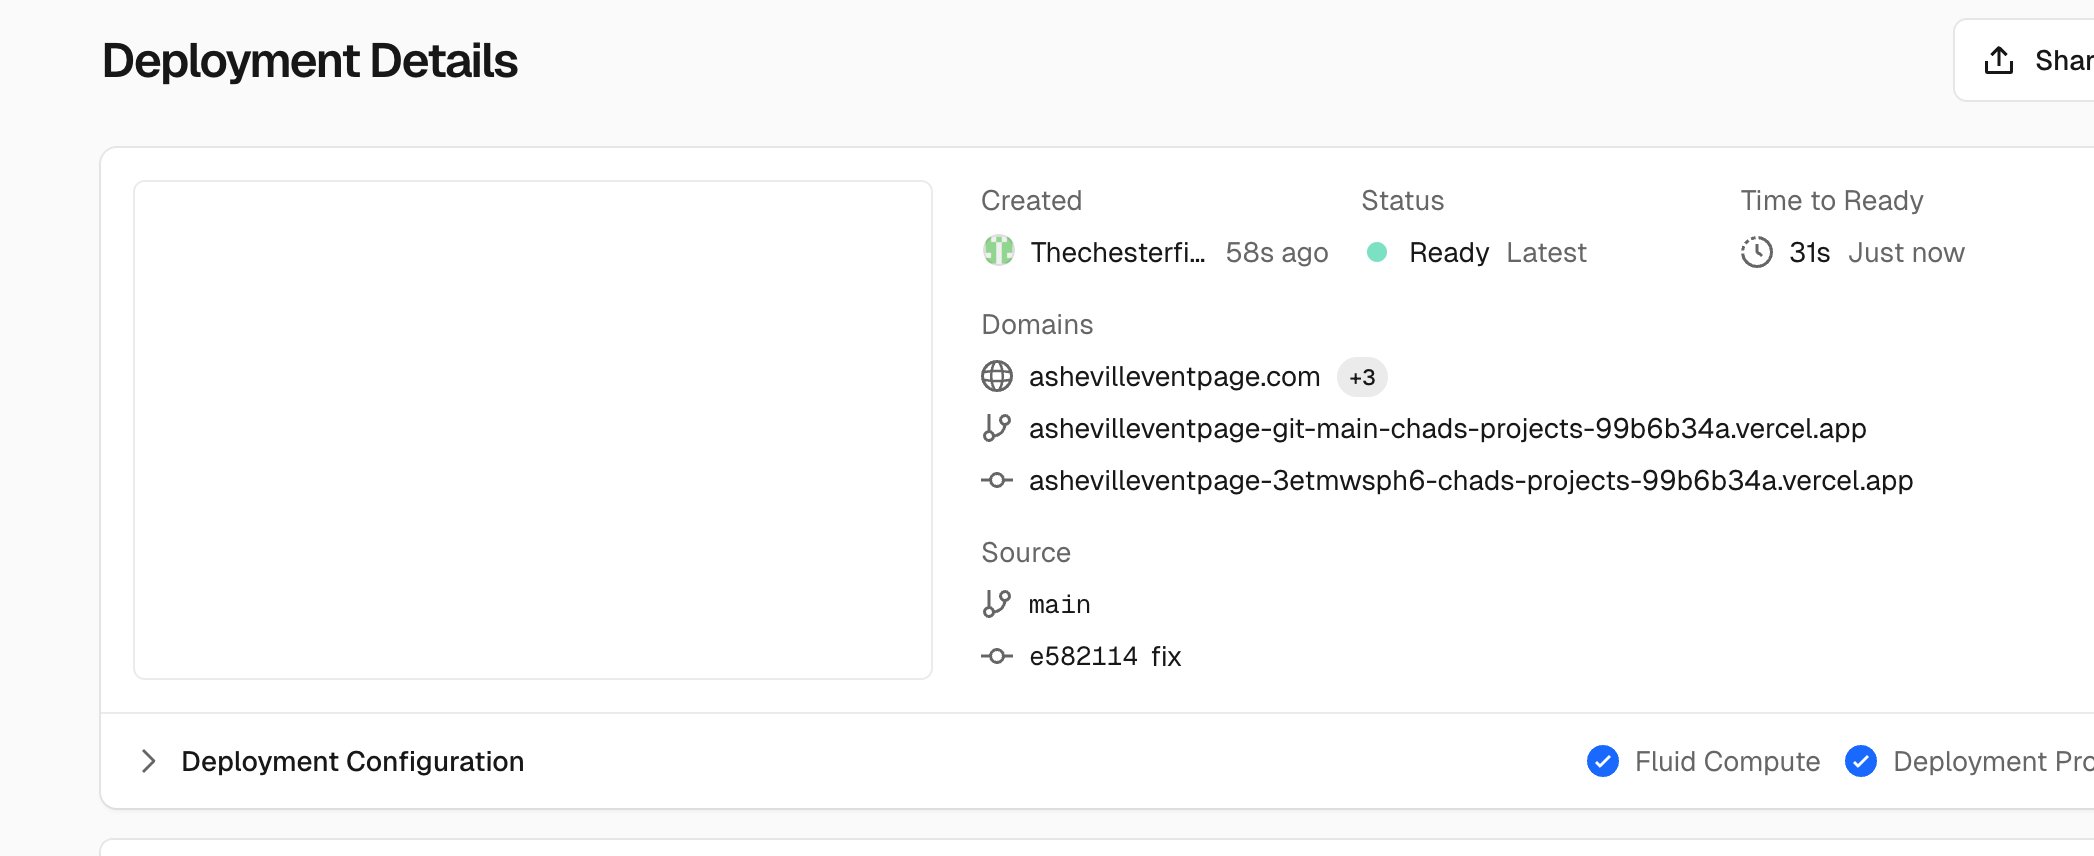 Deployment Details
Shar
Created
Thechesterfi... 58s ago
Status
Ready Latest
Time to Ready
31s Just now
Domains
ashevilleventpage.com +3
ashevilleventpage-git-main-chads-projects-99b6b34a.vercel.app
ashevilleventpage-3etmwsph6-chads-projects-99b6b34a.vercel.app
Source
main
e582114 fix
Deployment Configuration
Fluid Compute
Deployment Pro